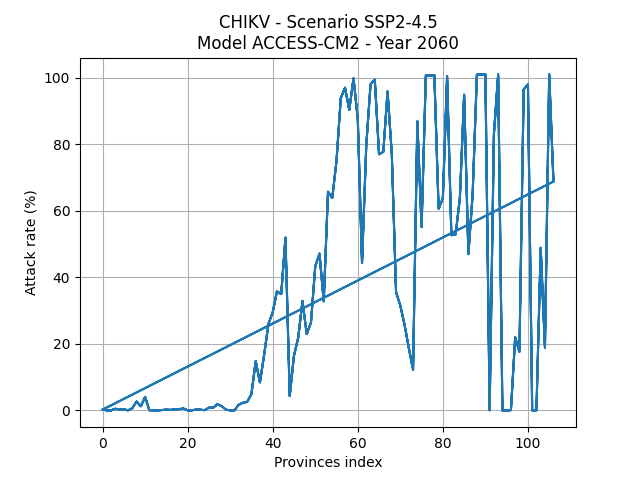 CHIKV - Scenario SSP2-4.5
Model ACCESS-CM2 - Year 2060
Attack rate (%)
100
80
60
40
20
0
0 20 40 60 80 100
Provinces index